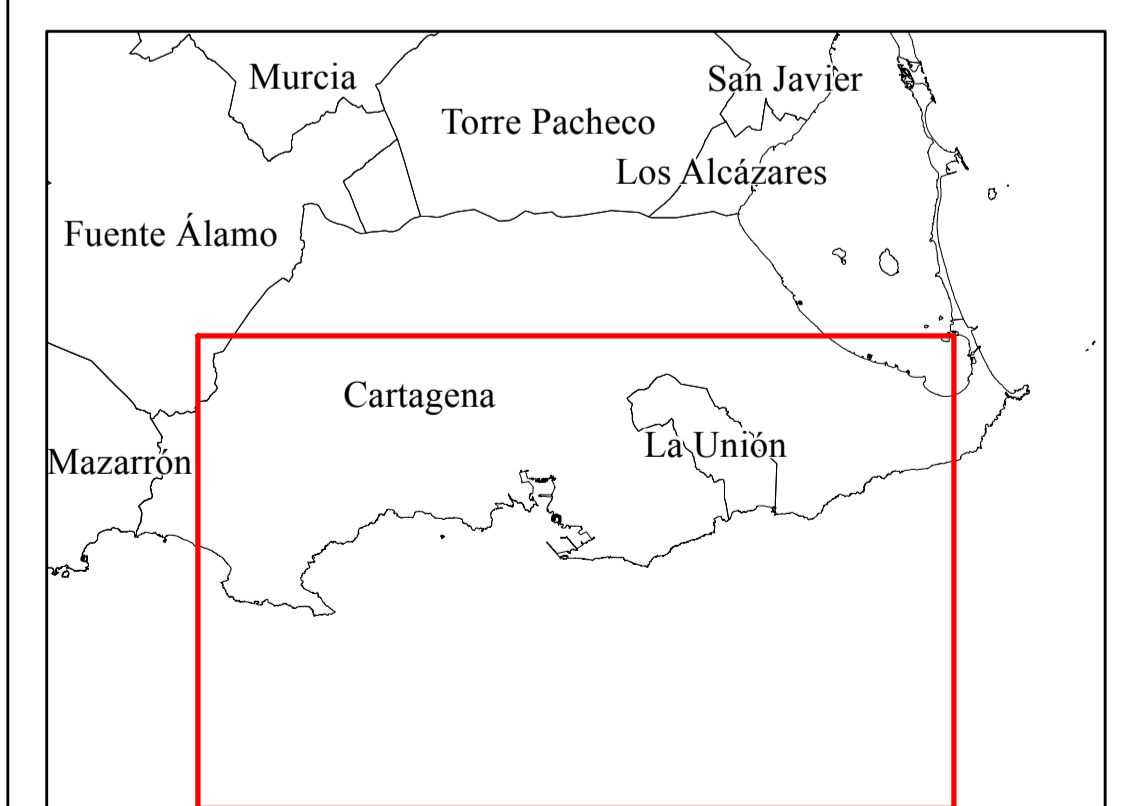 Murcia
San Javier
Torre Pacheco
Los Alcázares
Fuente Álamo
Cartagena
La Unión
Mazarrón